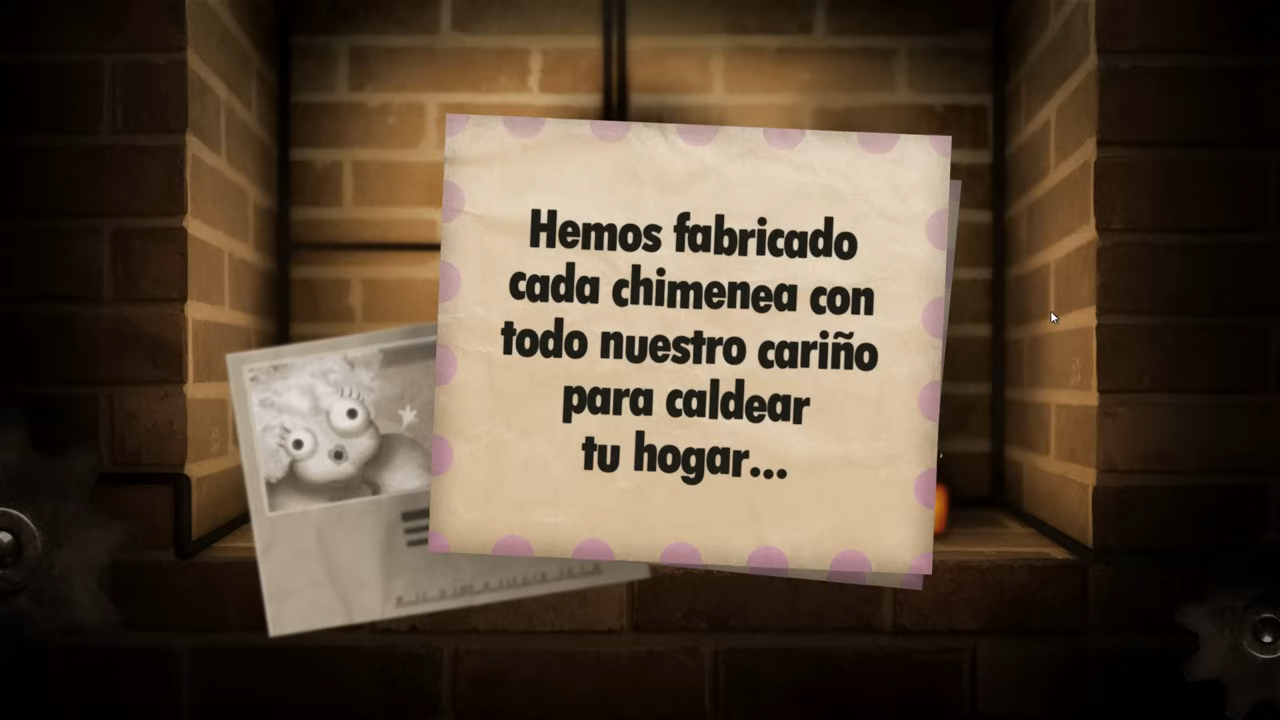 Hemos fabricado
cada chimenea con
todo nuestro cariño
para caldear
tu hogar...